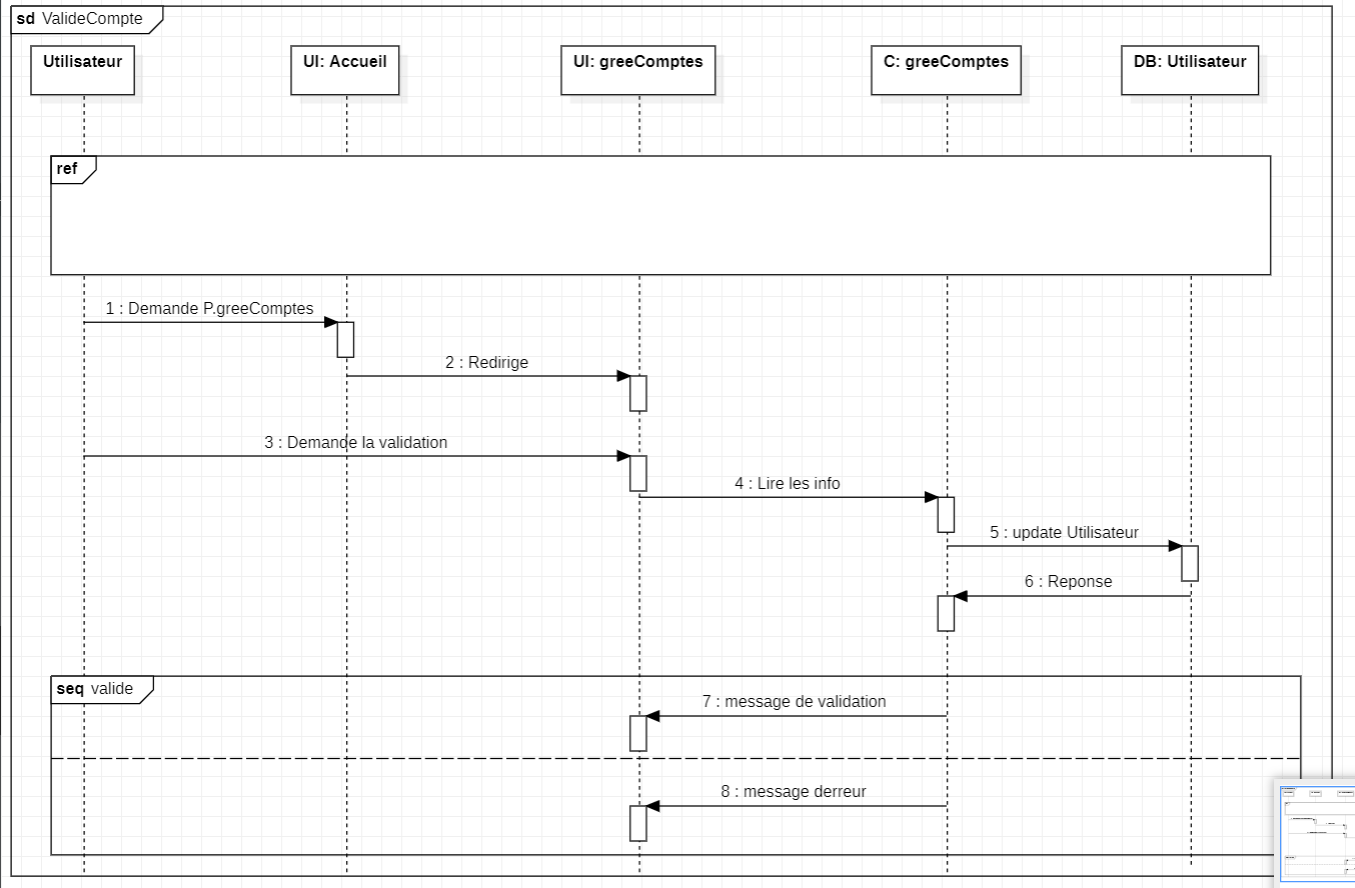 sd ValideCompte
Utilisateur
UI: Accueil
UI: greeComptes
C: greeComptes
DB: Utilisateur
ref
1 : Demande P.greeComptes
2 : Redirige
3 : Demande la validation
4 : Lire les info
5 : update Utilisateur
6 : Reponse
seq valide
7 : message de validation
8 : message derreur